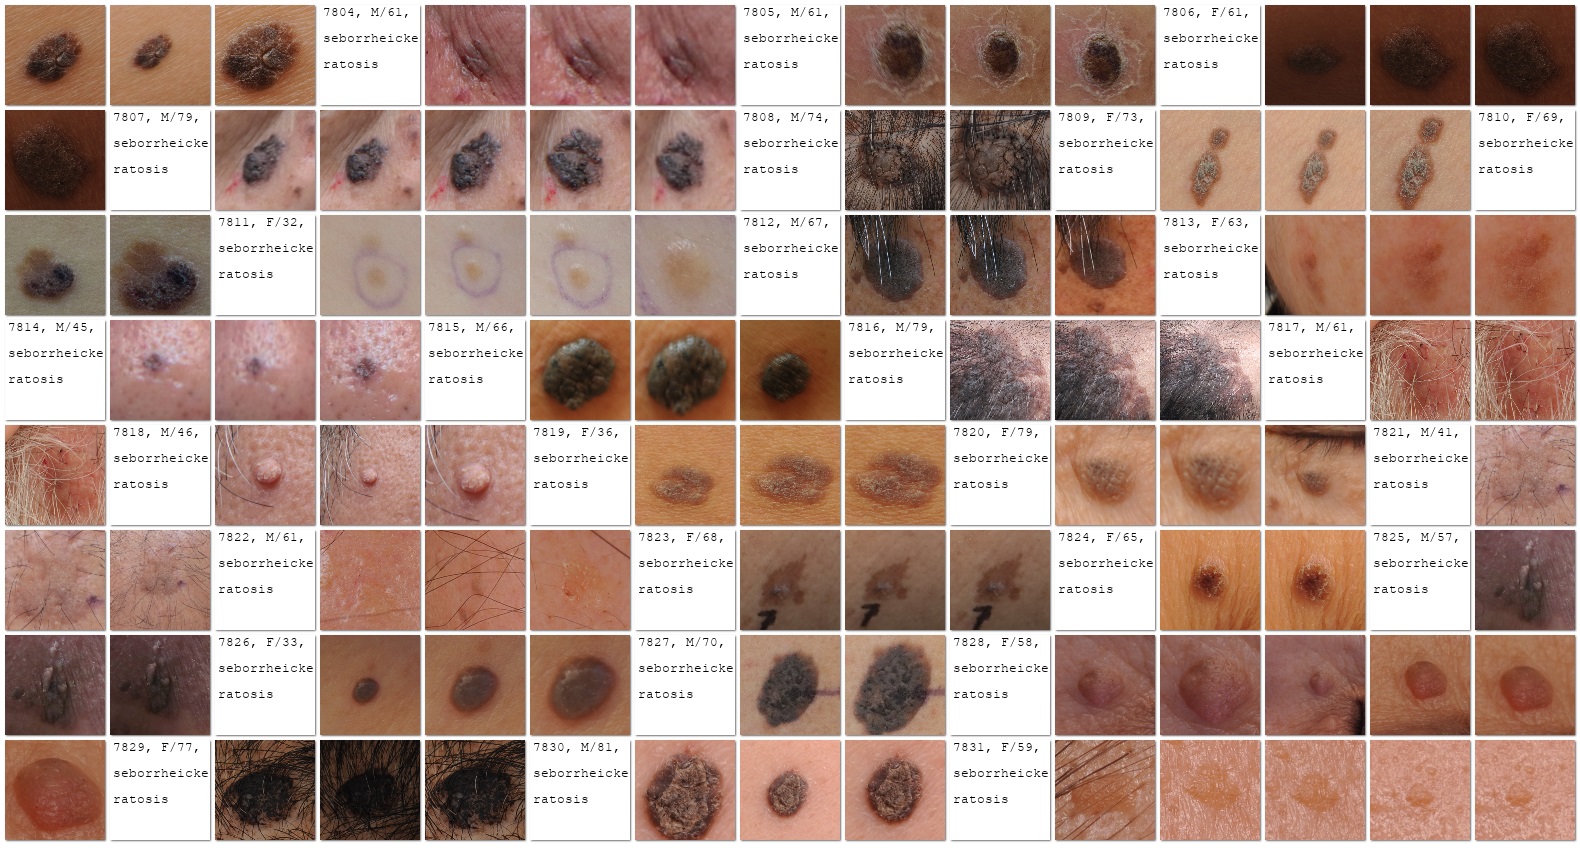 7804, M/61,
seborrheicke
ratosis
7805, M/61,
seborrheicke
ratosis
7806, F/61,
seborrheicke
ratosis
7807, M/79,
seborrheicke
ratosis
7808, M/74,
seborrheicke
ratosis
7809, F/73,
seborrheicke
ratosis
7810, F/69,
seborrheicke
ratosis
7811, F/32,
seborrheicke
ratosis
7812, M/67,
seborrheicke
ratosis
7813, F/63,
seborrheicke
ratosis
7814, M/45,
seborrheicke
ratosis
7815, M/66,
seborrheicke
ratosis
7816, M/79,
seborrheicke
ratosis
7817, M/61,
seborrheicke
ratosis
7818, M/46,
seborrheicke
ratosis
7819, F/36,
seborrheicke
ratosis
7820, F/79,
seborrheicke
ratosis
7821, M/41,
seborrheicke
ratosis
7822, M/61,
seborrheicke
ratosis
7823, F/68,
seborrheicke
ratosis
7824, F/65,
seborrheicke
ratosis
7825, M/57,
seborrheicke
ratosis
7826, F/33,
seborrheicke
ratosis
7827, M/70,
seborrheicke
ratosis
7828, F/58,
seborrheicke
ratosis
7829, F/77,
seborrheicke
ratosis
7830, M/81,
seborrheicke
ratosis
7831, F/59,
seborrheicke
ratosis